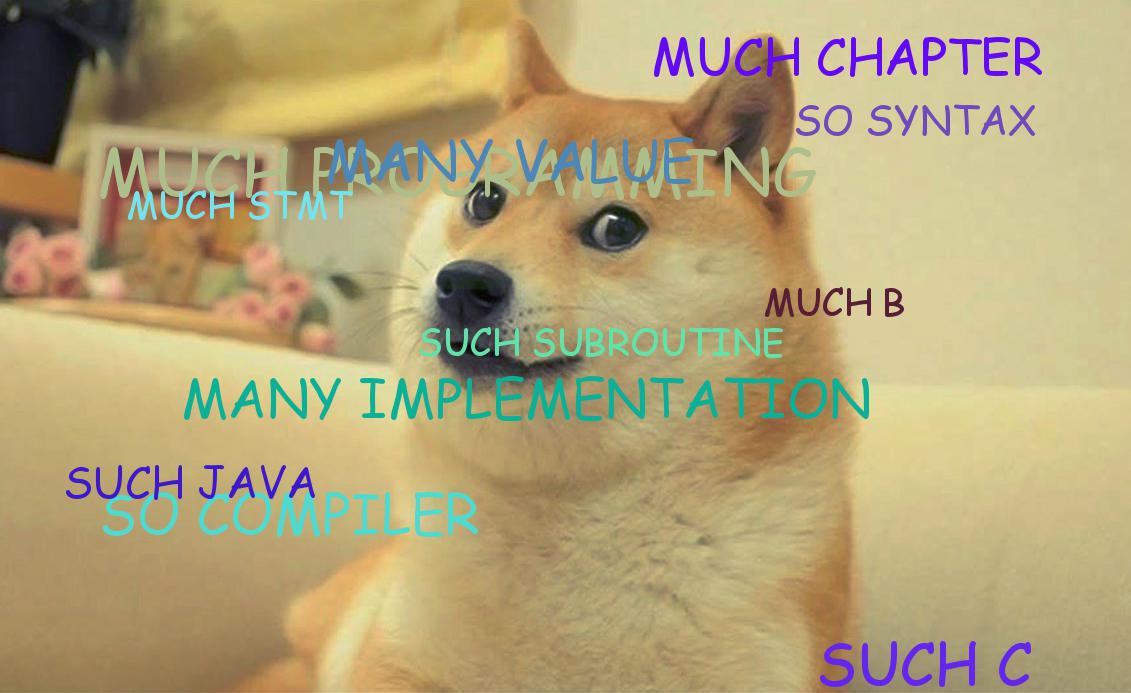 MUCH CHAPTER
SO SYNTAX
MANY VALUE
MUCH PROGRAMMING
MUCH STMT
MUCH B
SUCH SUBROUTINE
MANY IMPLEMENTATION
SUCH JAVA
SO COMPILER
SUCH C